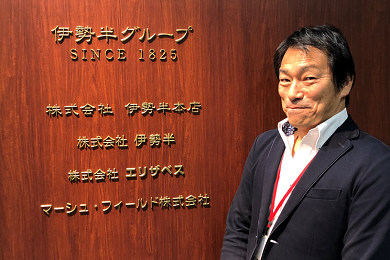 伊勢半グループ
SINCE 1825
株式会社 伊勢半本店
株式会社 伊勢半
株式会社 エリザベス
マーシュ・フィールド株式会社